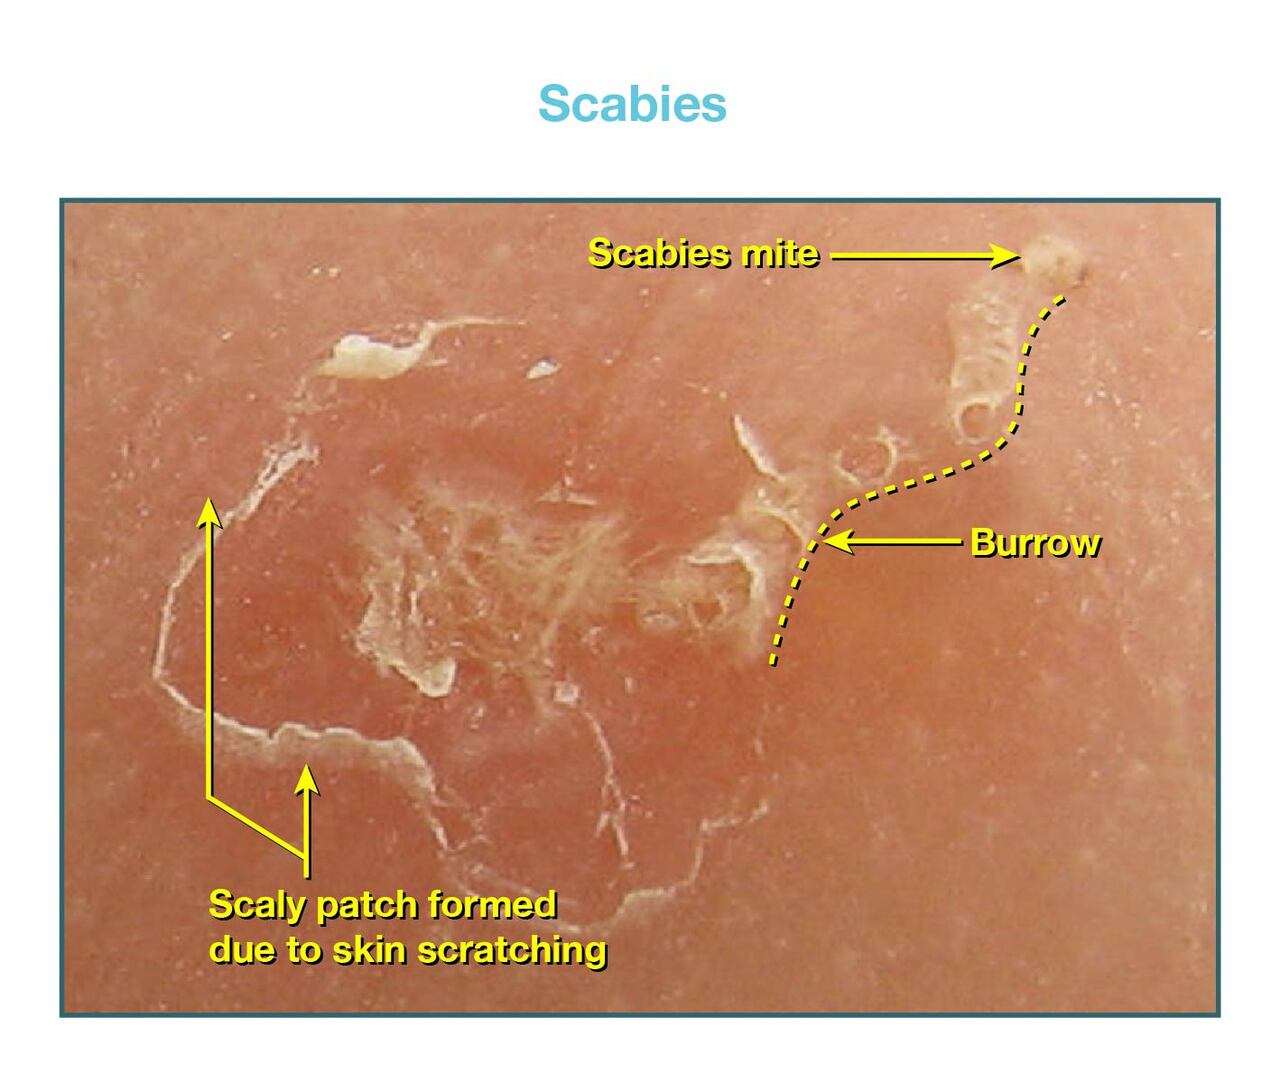 Scabies
Scabies mite
Burrow
Scaly patch formed
due to skin scratching